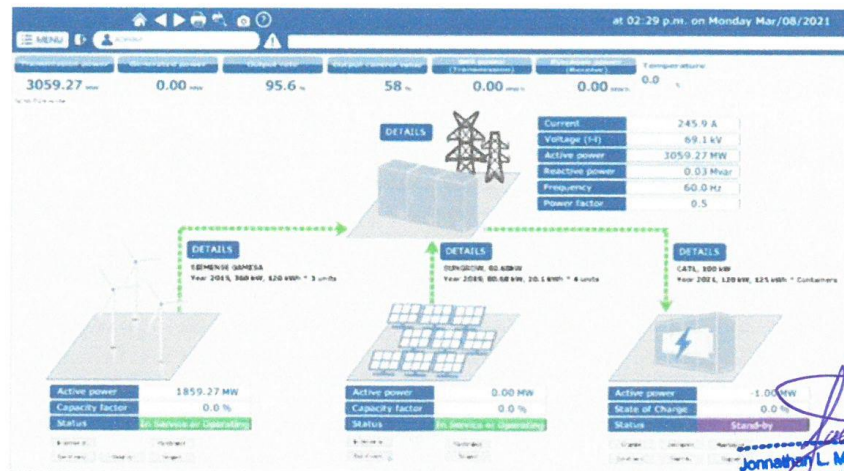 at 02:29 p.m. on Monday Mar/08/2021
MENU
Transmission power
Generated power
Output rate
Output control value
(Transmission)
Reverse power
(Receive)
Temperature
3059.27 MW
0.00 MW
95.6 %
58 %
0.00
0.00
0.0
DETAILS
Current 245.9 A
Voltage (l-l) 69.1 kV
Active power 3059.27 MW
Reactive power 0.03 Mvar
Frequency 60.0 Hz
Power factor 0.5
DETAILS
SIEMENSE GAMESA
Year 2015, 360 kW, 120 kWh * 3 units
DETAILS
SUNGROW, 80.68kW
Year 2019, 80.68 kW, 20.1 kWh * 4 units
DETAILS
CATL, 100 kW
Year 2021, 120 kW, 125 kWh * Containers
Active power 1859.27 MW
Capacity factor 0.0 %
Status In Service or Operating
Active power 0.00 MW
Capacity factor 0.0 %
Status In Service or Operating
Active power -1.00 MW
State of Charge 0.0 %
Status Stand-by
Jonnathan L. M